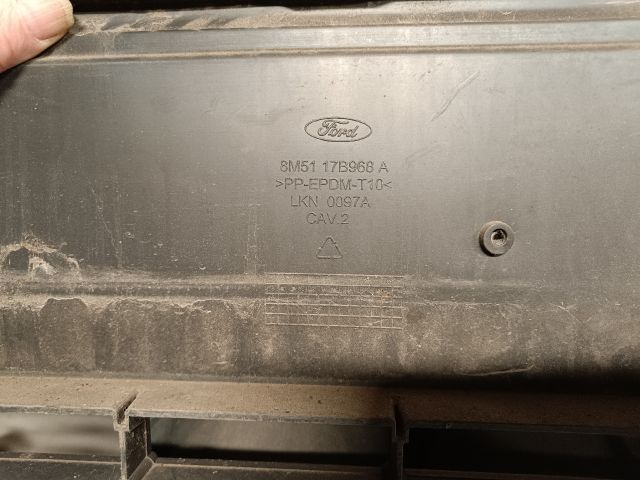 Ford
8M51 17B968 A
>PP-EPDM-T10<
LKN 0097A
CAV.2